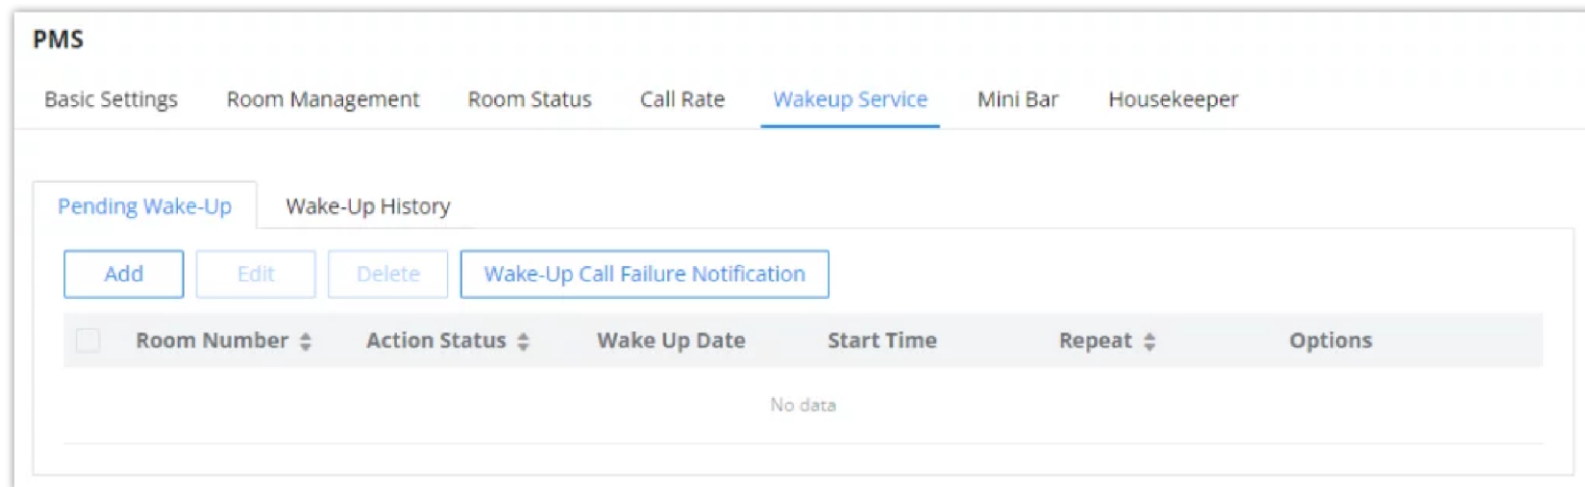 PMS
Basic Settings Room Management Room Status Call Rate Wakeup Service Mini Bar Housekeeper
Pending Wake-Up Wake-Up History
Add Edit Delete Wake-Up Call Failure Notification
Room Number Action Status Wake Up Date Start Time Repeat Options
No data